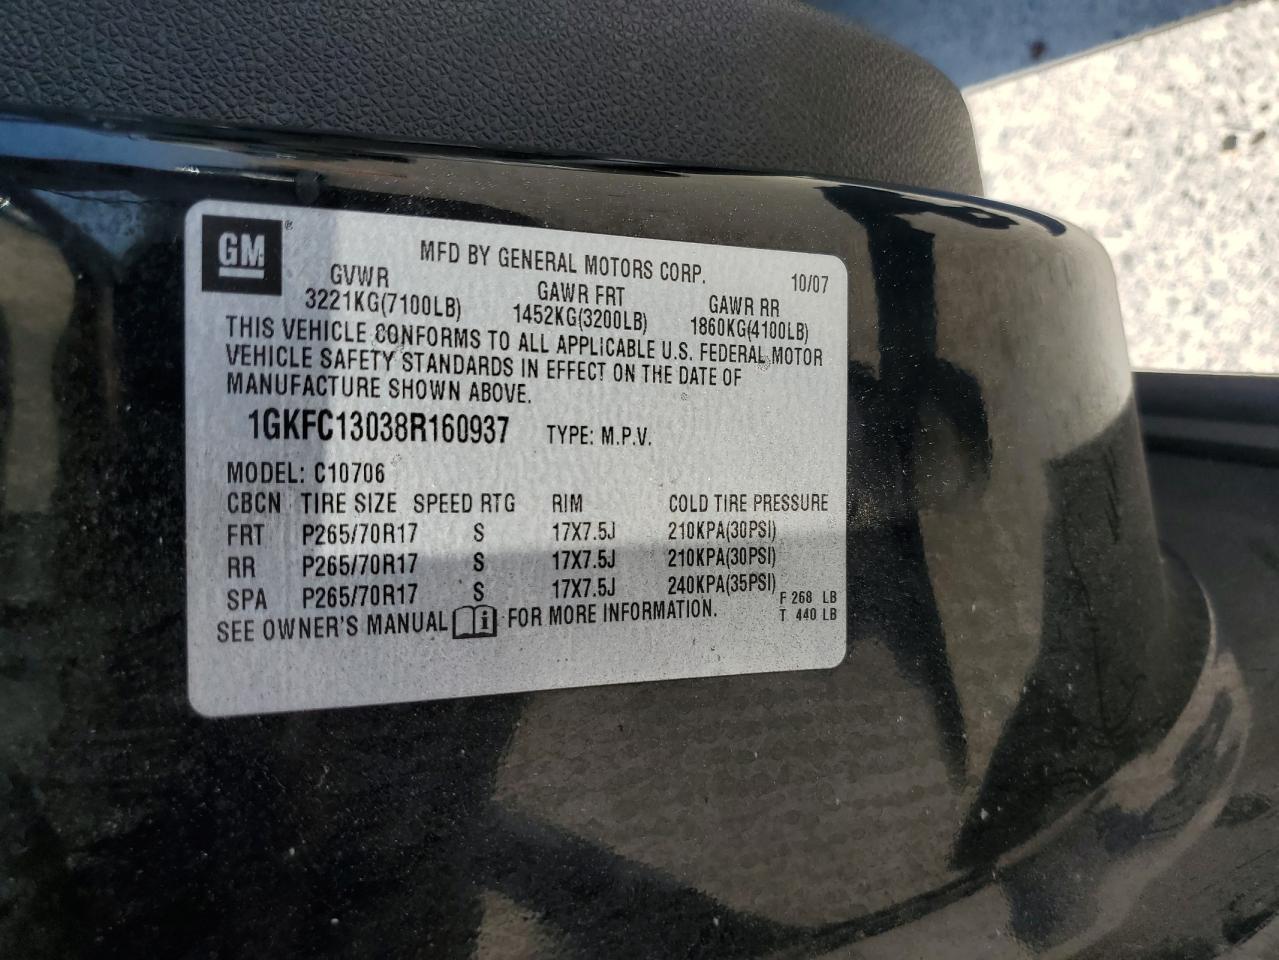 GM®
MFD BY GENERAL MOTORS CORP. 10/07
GVWR GAWR FRT GAWR RR
3221KG(7100LB) 1452KG(3200LB) 1860KG(4100LB)
THIS VEHICLE CONFORMS TO ALL APPLICABLE U.S. FEDERAL MOTOR
VEHICLE SAFETY STANDARDS IN EFFECT ON THE DATE OF
MANUFACTURE SHOWN ABOVE.
1GKFC13038R160937 TYPE: M.P.V.
MODEL: C10706
CBCN TIRE SIZE SPEED RTG RIM COLD TIRE PRESSURE
FRT P265/70R17 S 17X7.5J 210KPA(30PSI)
RR P265/70R17 S 17X7.5J 210KPA(30PSI)
SPA P265/70R17 S 17X7.5J 240KPA(35PSI) F 268 LB
SEE OWNER'S MANUAL i FOR MORE INFORMATION. T 440 LB